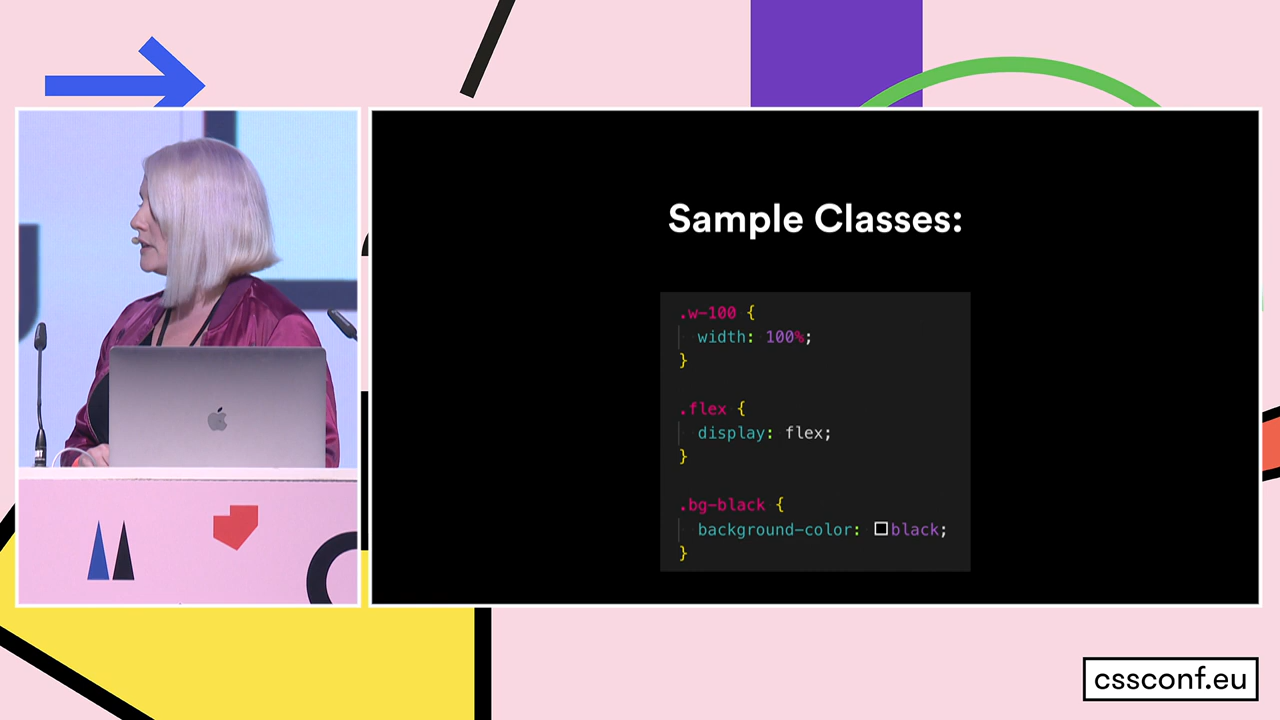 Sample Classes:
.w-100 {
width: 100%;
}
.flex {
display: flex;
}
.bg-black {
background-color: black;
}
cssconf.eu